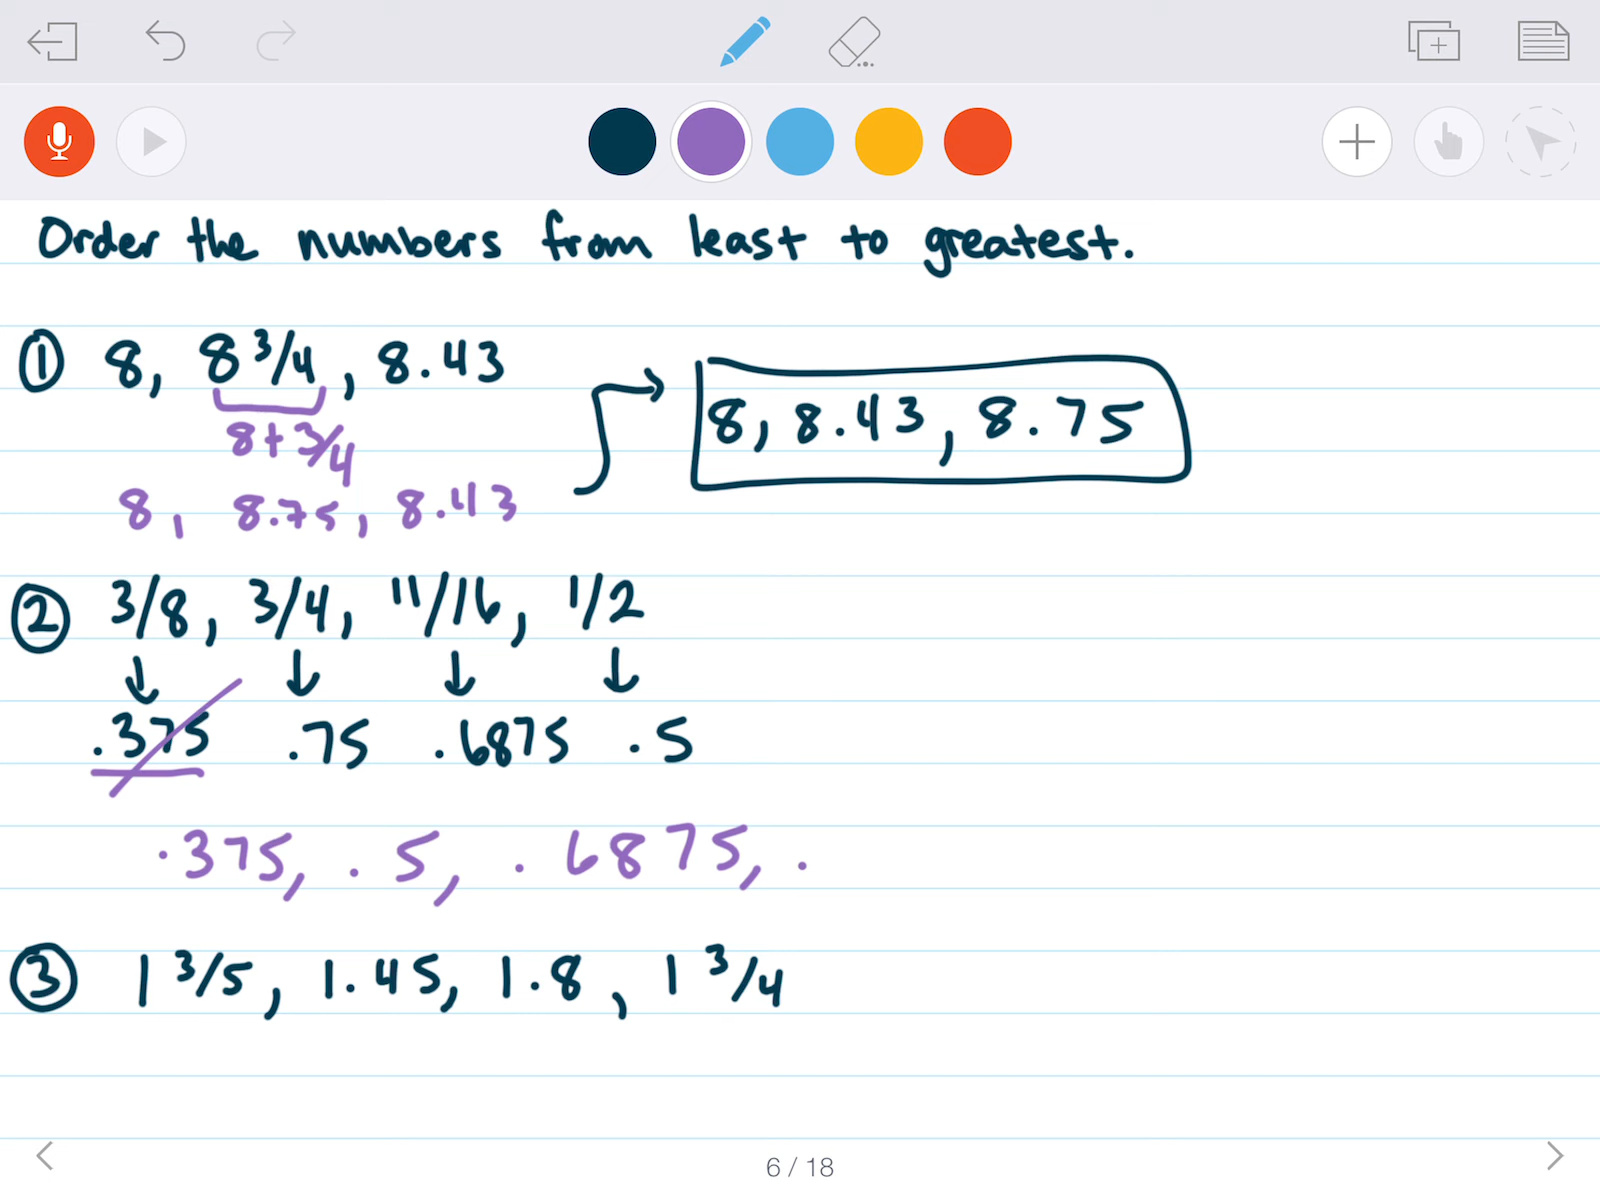 Order the numbers from least to greatest.
① 8, 8 3/4, 8.43
8 + 3/4
8, 8.75, 8.43
8, 8.43, 8.75
② 3/8, 3/4, 11/16, 1/2
↓ ↓ ↓ ↓
.375 .75 .6875 .5
.375, .5, .6875, .
③ 1 3/5, 1.45, 1.8, 1 3/4
6 / 18